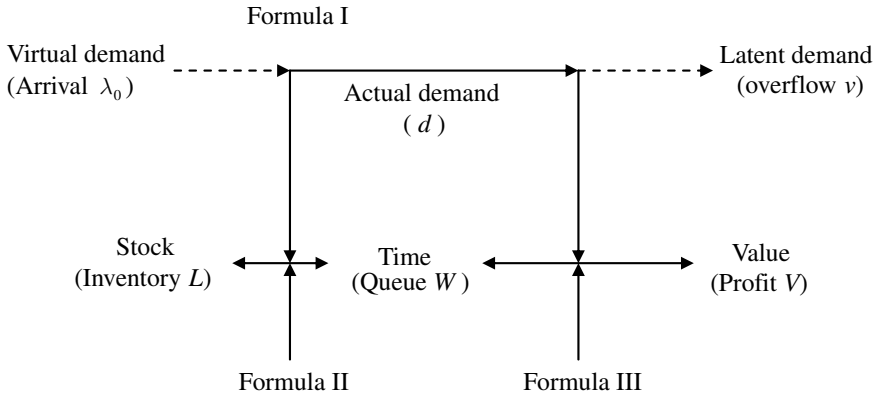 Formula I
Virtual demand
(Arrival λ₀)
Latent demand
(overflow v)
Actual demand
( d )
Stock
(Inventory L)
Time
(Queue W )
Value
(Profit V)
Formula II
Formula III